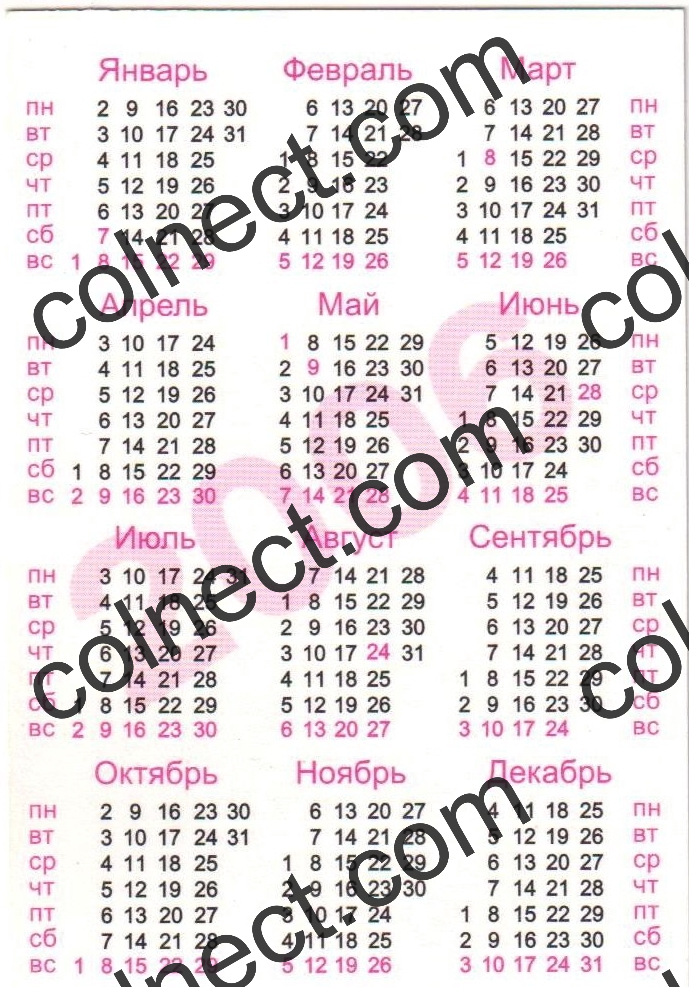 Январь Февраль Март
пн 2 9 16 23 30 6 13 20 27 6 13 20 27 пн
вт 3 10 17 24 31 7 14 21 28 7 14 21 28 вт
ср 4 11 18 25 1 8 15 22 1 8 15 22 29 ср
чт 5 12 19 26 2 9 16 23 2 9 16 23 30 чт
пт 6 13 20 27 3 10 17 24 3 10 17 24 31 пт
сб 7 14 21 28 4 11 18 25 4 11 18 25 сб
вс 1 8 15 22 29 5 12 19 26 5 12 19 26 вс
Апрель Май Июнь
пн 3 10 17 24 1 8 15 22 29 5 12 19 26 пн
вт 4 11 18 25 2 9 16 23 30 6 13 20 27 вт
ср 5 12 19 26 3 10 17 24 31 7 14 21 28 ср
чт 6 13 20 27 4 11 18 25 1 8 15 22 29 чт
пт 7 14 21 28 5 12 19 26 2 9 16 23 30 пт
сб 1 8 15 22 29 6 13 20 27 3 10 17 24 сб
вс 2 9 16 23 30 7 14 21 28 4 11 18 25 вс
2006
Июль Август Сентябрь
пн 3 10 17 24 31 7 14 21 28 4 11 18 25 пн
вт 4 11 18 25 1 8 15 22 29 5 12 19 26 вт
ср 5 12 19 26 2 9 16 23 30 6 13 20 27 ср
чт 6 13 20 27 3 10 17 24 31 7 14 21 28 чт
пт 7 14 21 28 4 11 18 25 1 8 15 22 29 пт
сб 1 8 15 22 29 5 12 19 26 2 9 16 23 30 сб
вс 2 9 16 23 30 6 13 20 27 3 10 17 24 вс
Октябрь Ноябрь Декабрь
пн 2 9 16 23 30 6 13 20 27 4 11 18 25 пн
вт 3 10 17 24 31 7 14 21 28 5 12 19 26 вт
ср 4 11 18 25 1 8 15 22 29 6 13 20 27 ср
чт 5 12 19 26 2 9 16 23 30 7 14 21 28 чт
пт 6 13 20 27 3 10 17 24 1 8 15 22 29 пт
сб 7 14 21 28 4 11 18 25 2 9 16 23 30 сб
вс 1 8 15 22 29 5 12 19 26 3 10 17 24 31 вс
colnect.com
colnect.com
colnect.com